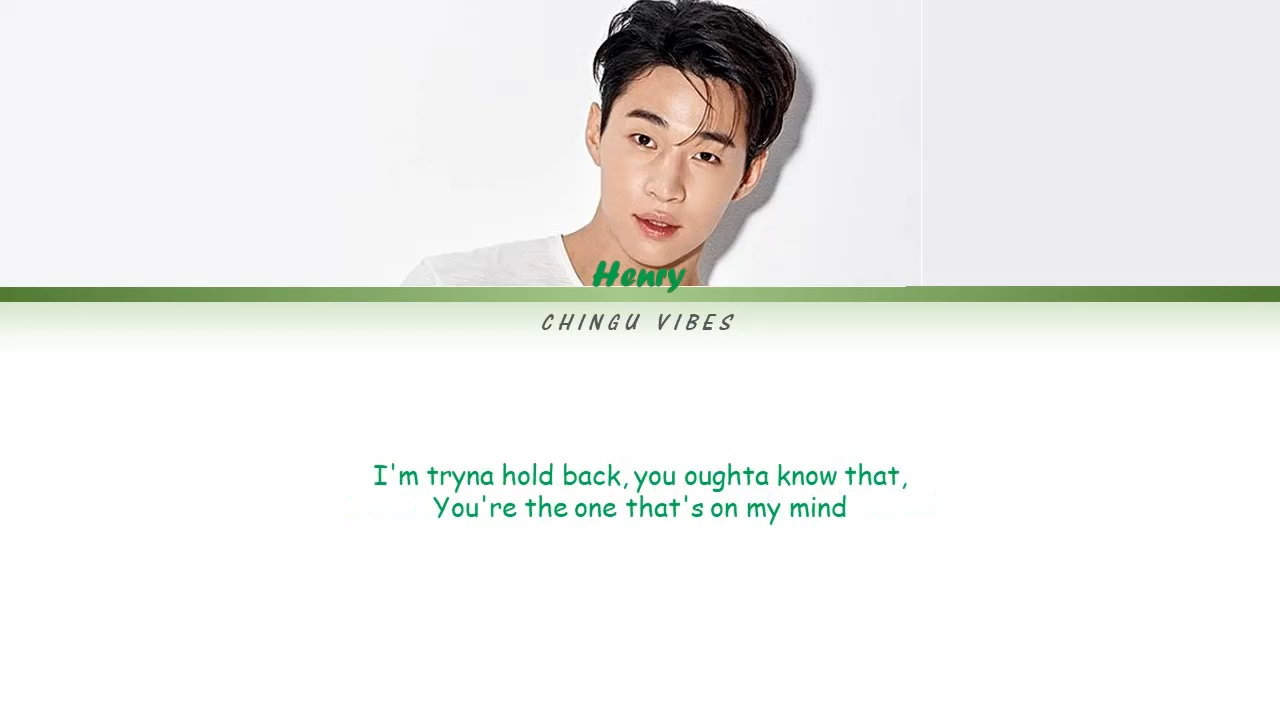 Henry
CHINGU VIBES
I'm tryna hold back, you oughta know that,
You're the one that's on my mind